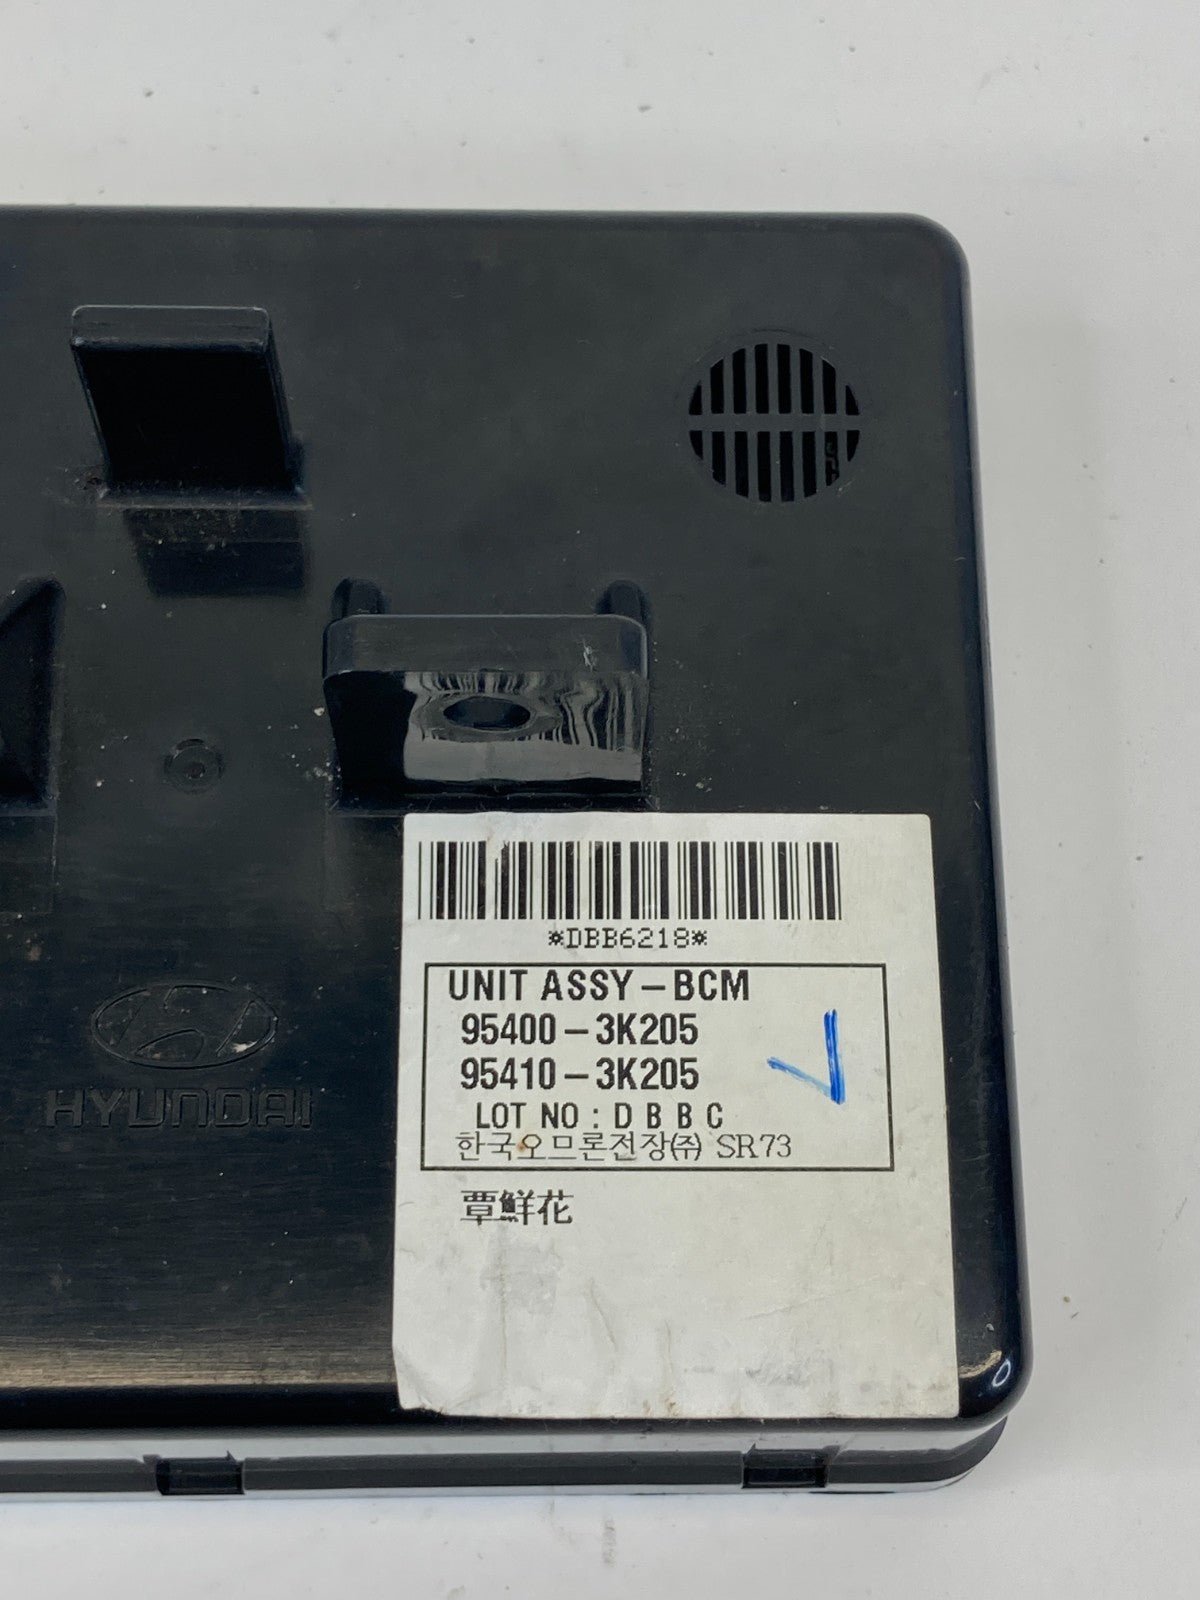 HYUNDAI
*DBB6218*
UNIT ASSY-BCM
95400-3K205
95410-3K205
LOT NO : D B B C
한국오므론전장㈜ SR73
覃鮮花